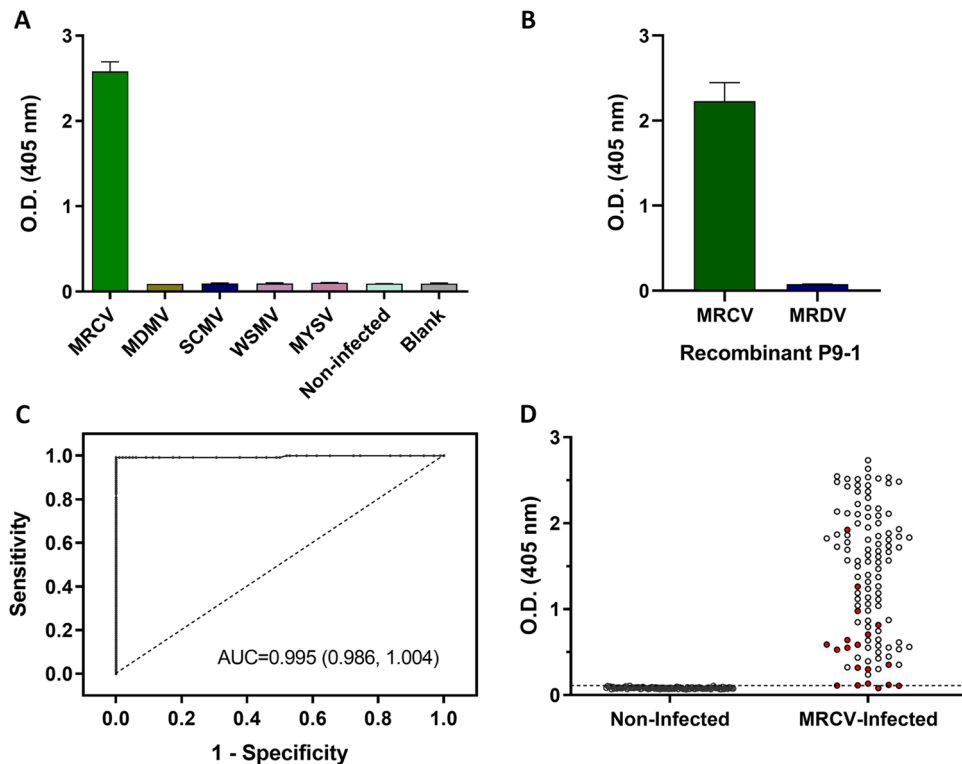 A
O.D. (405 nm)
3
2
1
0
MRCV
MDMV
SCMV
WSMV
MYSV
Non-infected
Blank
B
O.D. (405 nm)
3
2
1
0
MRCV
MRDV
Recombinant P9-1
C
Sensitivity
1.0
0.8
0.6
0.4
0.2
0.0
AUC=0.995 (0.986, 1.004)
0.0
0.2
0.4
0.6
0.8
1.0
1 - Specificity
D
O.D. (405 nm)
3
2
1
0
Non-Infected
MRCV-Infected